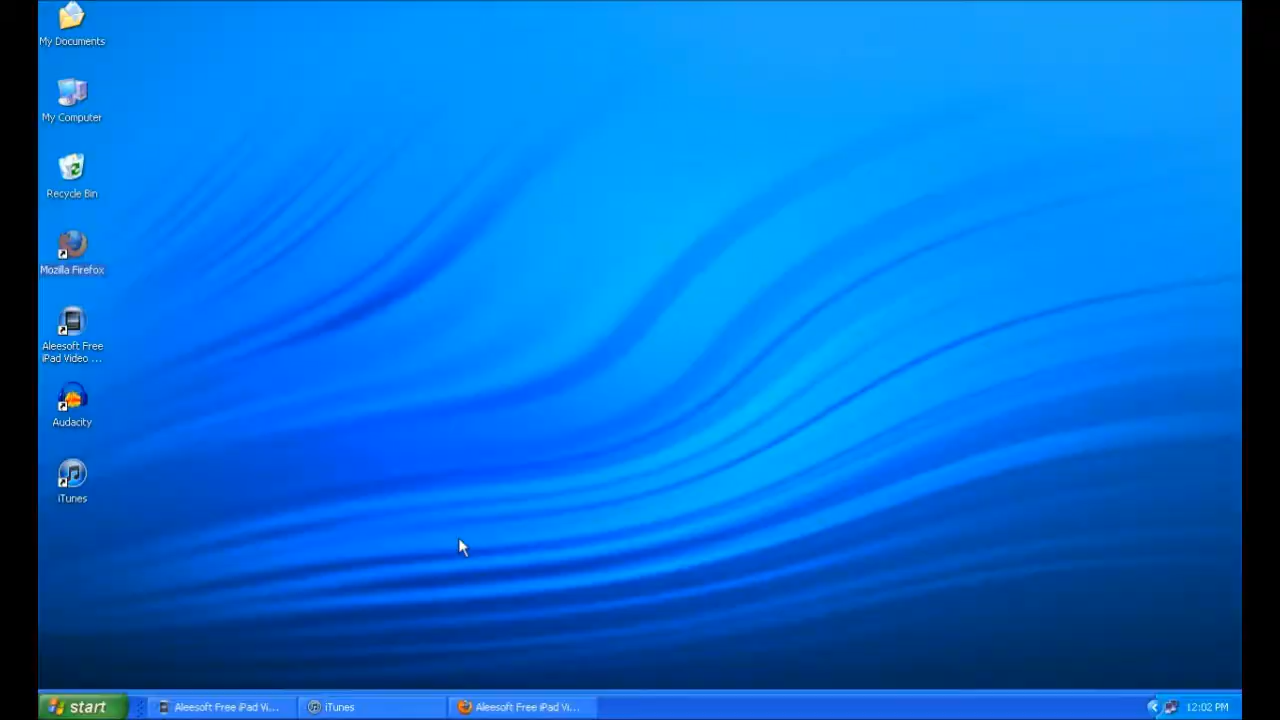 My Documents
My Computer
Recycle Bin
Mozilla Firefox
Aleesoft Free
iPad Video ...
Audacity
iTunes
start
Aleesoft Free iPad Vi...
iTunes
Aleesoft Free iPad Vi...
12:02 PM